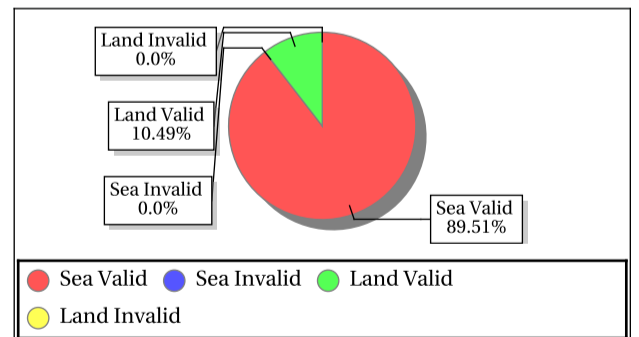 Land Invalid
0.0%
Land Valid
10.49%
Sea Invalid
0.0%
Sea Valid
89.51%
Sea Valid Sea Invalid Land Valid
Land Invalid